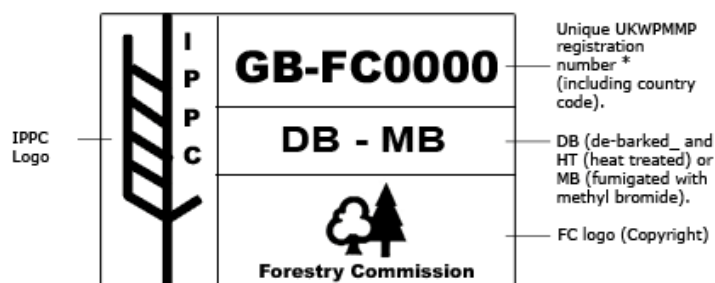 IPPC
Logo
I
P
P
C
GB-FC0000
DB - MB
Forestry Commission
Unique UKWPMMP
registration
number *
(including country
code).
DB (de-barked_ and
HT (heat treated) or
MB (fumigated with
methyl bromide).
FC logo (Copyright)